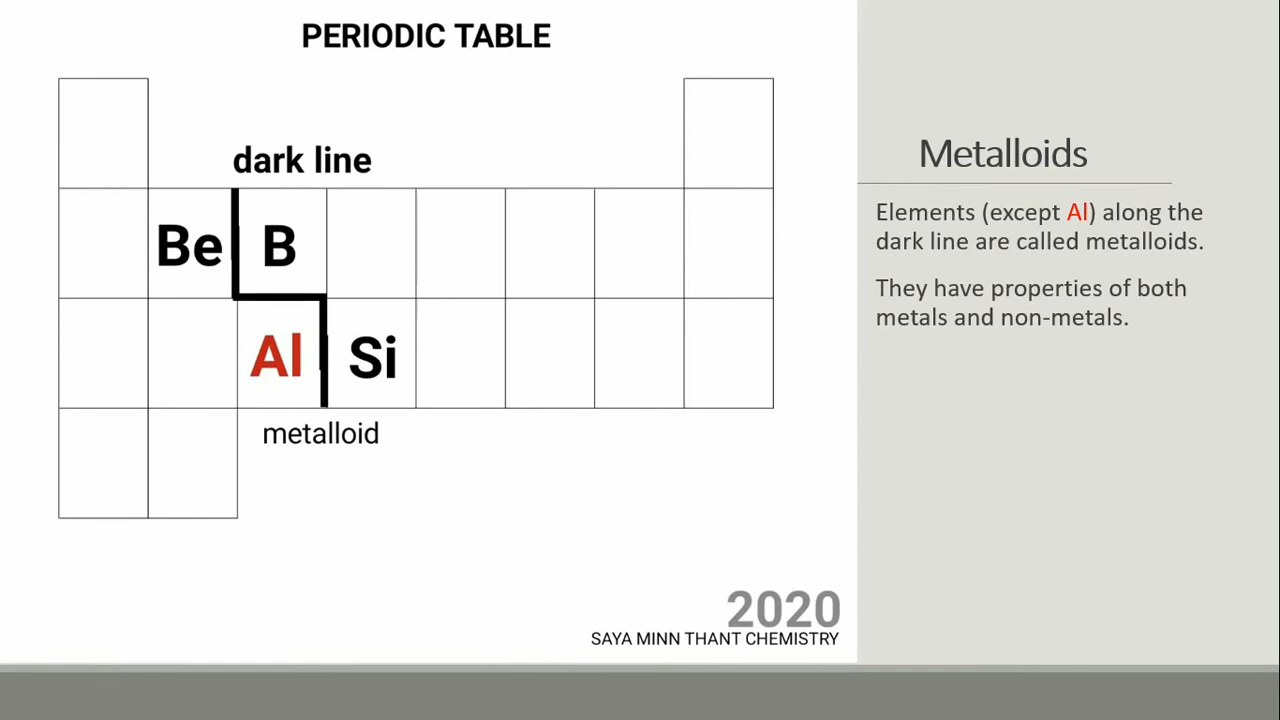 PERIODIC TABLE
dark line
Be B
Al Si
metalloid
2020
SAYA MINN THANT CHEMISTRY
Metalloids
Elements (except Al) along the
dark line are called metalloids.
They have properties of both
metals and non-metals.